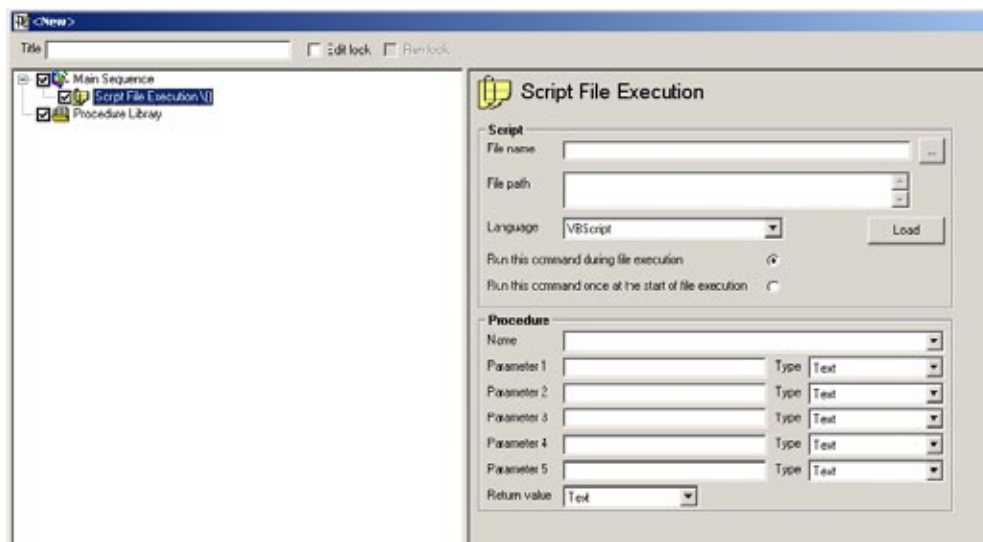 <New>
Title
Edit lock
Run lock
Main Sequence
Script File Execution \()
Procedure Library
Script File Execution
Script
File name
...
File path
Language
VBScript
Load
Run this command during file execution
Run this command once at the start of file execution
Procedure
Name
Parameter 1
Type
Text
Parameter 2
Type
Text
Parameter 3
Type
Text
Parameter 4
Type
Text
Parameter 5
Type
Text
Return value
Text